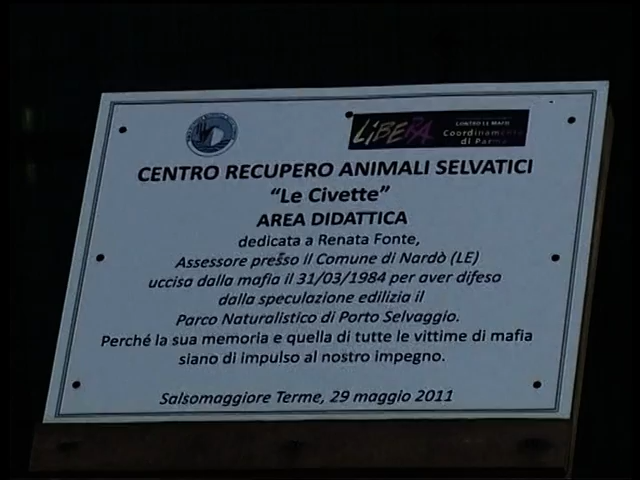 LiBERA
CONTRO LE MAFIE
Coordinamento
di Parma
CENTRO RECUPERO ANIMALI SELVATICI
"Le Civette"
AREA DIDATTICA
dedicata a Renata Fonte,
Assessore presso il Comune di Nardò (LE)
uccisa dalla mafia il 31/03/1984 per aver difeso
dalla speculazione edilizia il
Parco Naturalistico di Porto Selvaggio.
Perché la sua memoria e quella di tutte le vittime di mafia
siano di impulso al nostro impegno.
Salsomaggiore Terme, 29 maggio 2011